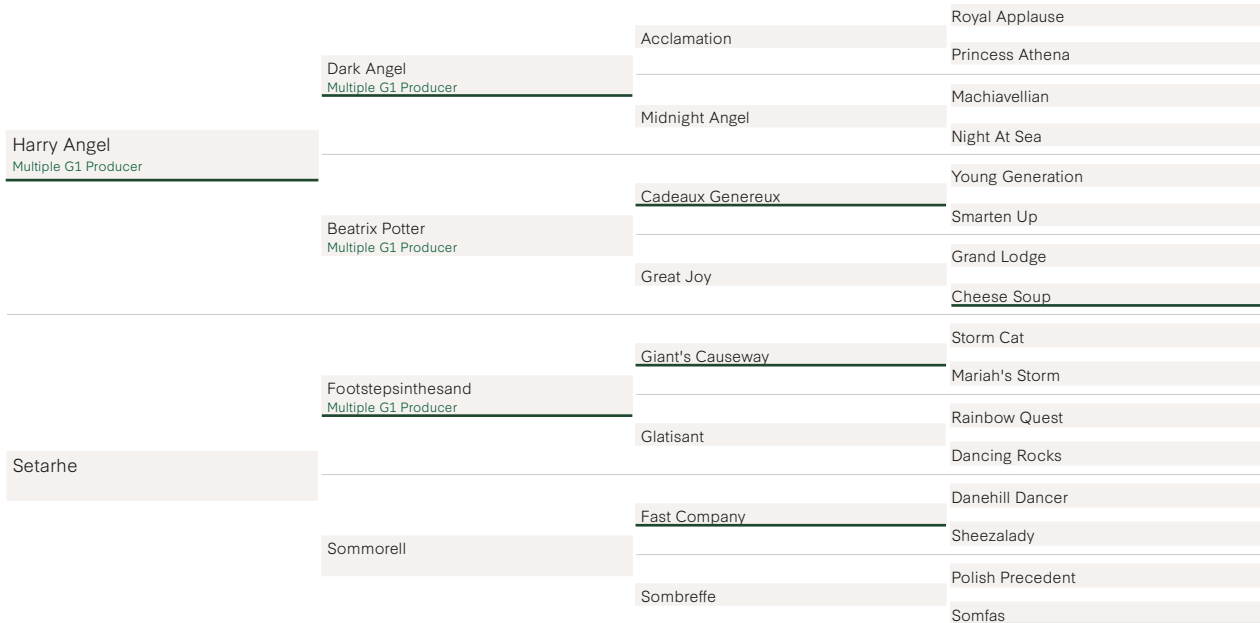 Royal Applause
Acclamation
Princess Athena
Dark Angel
Multiple G1 Producer
Machiavellian
Midnight Angel
Night At Sea
Harry Angel
Multiple G1 Producer
Young Generation
Cadeaux Genereux
Smarten Up
Beatrix Potter
Multiple G1 Producer
Grand Lodge
Great Joy
Cheese Soup
Storm Cat
Giant's Causeway
Mariah's Storm
Footstepsinthesand
Multiple G1 Producer
Rainbow Quest
Glatisant
Dancing Rocks
Setarhe
Danehill Dancer
Fast Company
Sheezalady
Sommorell
Polish Precedent
Sombreffe
Somfas